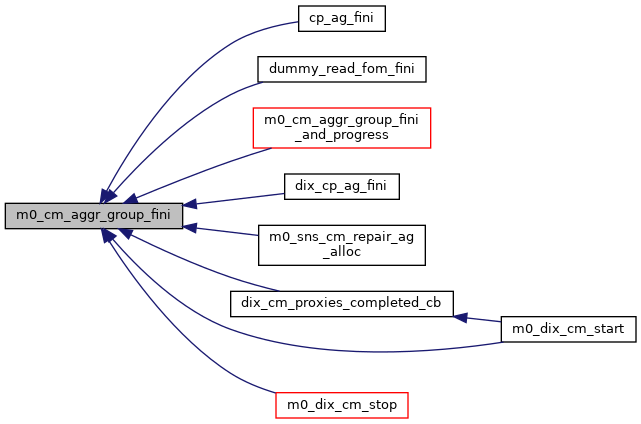 cp_ag_fini
dummy_read_fom_fini
m0_cm_aggr_group_fini
_and_progress
dix_cp_ag_fini
m0_cm_aggr_group_fini
m0_sns_cm_repair_ag
_alloc
dix_cm_proxies_completed_cb
m0_dix_cm_start
m0_dix_cm_stop